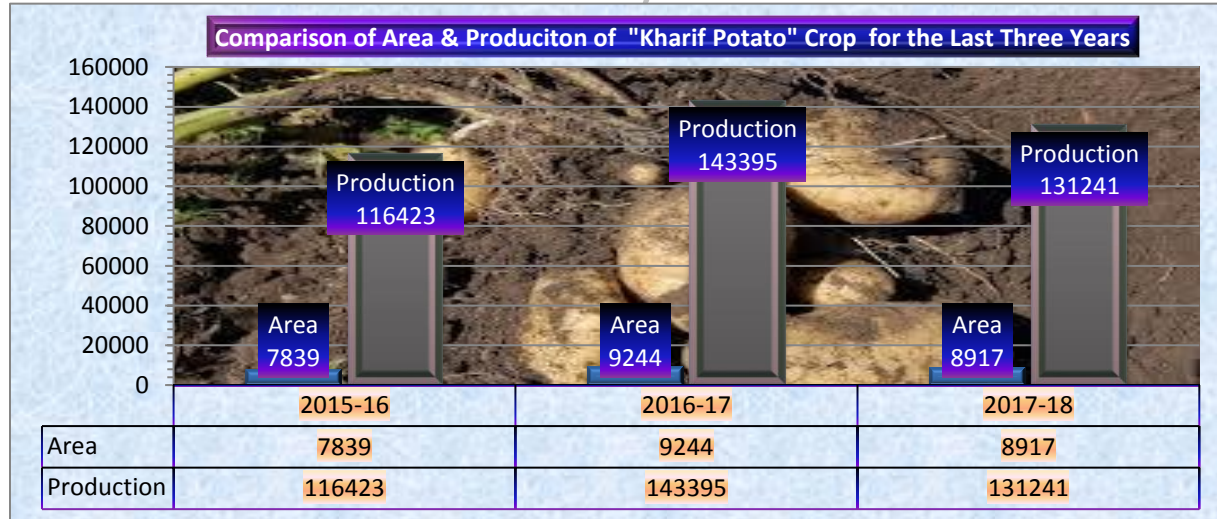 Comparison of Area & Produciton of "Kharif Potato" Crop for the Last Three Years
160000
140000
120000
100000
80000
60000
40000
20000
0
Production
116423
Area
7839
Production
143395
Area
9244
Production
131241
Area
8917
2015-16 2016-17 2017-18
Area 7839 9244 8917
Production 116423 143395 131241